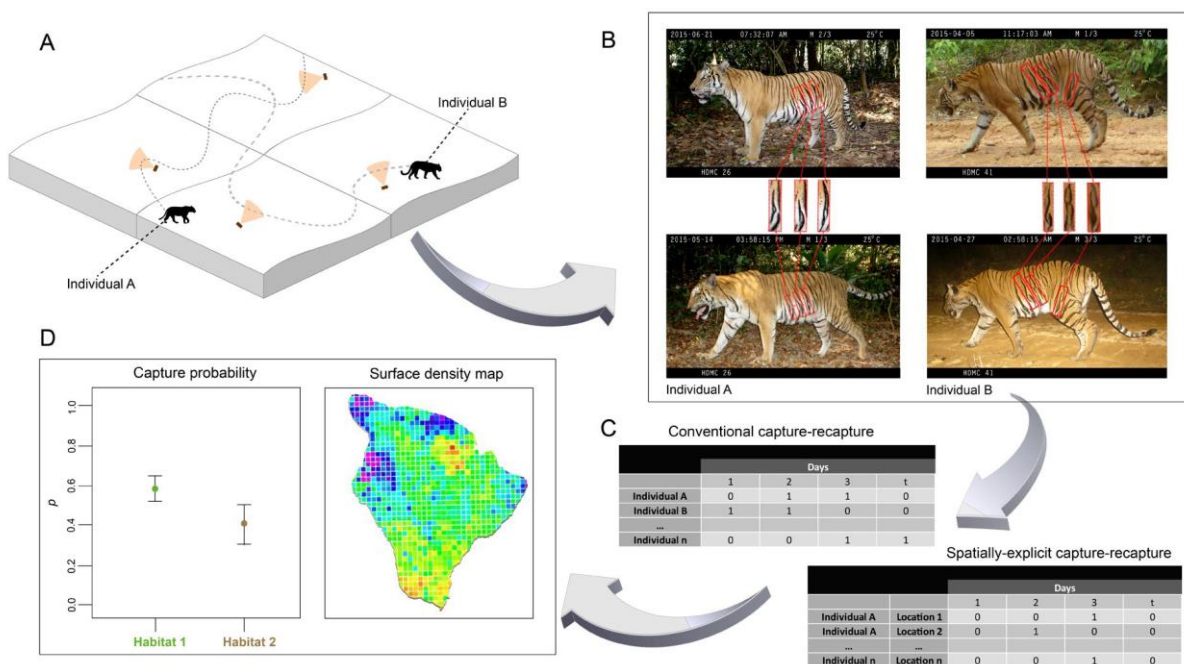 A
Individual B
Individual A
B
2015-06-21 07:32:07 AM M 2/3 25°C
HDMC 26
2015-04-05 11:17:03 AM M 1/3 25°C
HDMC 41
2015-05-14 03:58:15 PM M 1/3 25°C
HDMC 26
2015-04-27 02:58:15 AM M 3/3 25°C
HDMC 41
Individual A
Individual B
C
Conventional capture-recapture
Days
1 2 3 t
Individual A 0 1 1 0
Individual B 1 1 0 0
...
Individual n 0 0 1 1
Spatially-explicit capture-recapture
Days
1 2 3 t
Individual A Location 1 0 0 1 0
Individual A Location 2 0 1 0 0
... ...
Individual n Location n 0 0 1 0
D
Capture probability
p
1.0
0.8
0.6
0.4
0.2
0.0
Habitat 1 Habitat 2
Surface density map